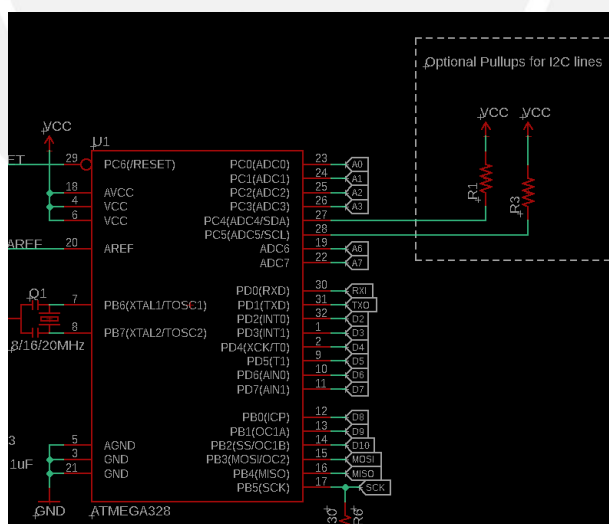 Optional Pullups for I2C lines
VCC VCC
VCC
U1
R1
R3
ET 29 PC6(/RESET) PC0(ADC0) 23 A0
PC1(ADC1) 24 A1
18 AVCC PC2(ADC2) 25 A2
4 VCC PC3(ADC3) 26 A3
6 VCC PC4(ADC4/SDA) 27
PC5(ADC5/SCL) 28
AREF 20 AREF ADC6 19 A6
ADC7 22 A7
Q1
PD0(RXD) 30 RXI
7 PB6(XTAL1/TOSC1) PD1(TXD) 31 TXO
PD2(INT0) 32 D2
8 PB7(XTAL2/TOSC2) PD3(INT1) 1 D3
8/16/20MHz PD4(XCK/T0) 2 D4
PD5(T1) 9 D5
PD6(AIN0) 10 D6
PD7(AIN1) 11 D7
PB0(ICP) 12 D8
PB1(OC1A) 13 D9
3 5 AGND PB2(SS/OC1B) 14 D10
1uF 3 GND PB3(MOSI/OC2) 15 MOSI
21 GND PB4(MISO) 16 MISO
PB5(SCK) 17 SCK
GND ATMEGA328
R6